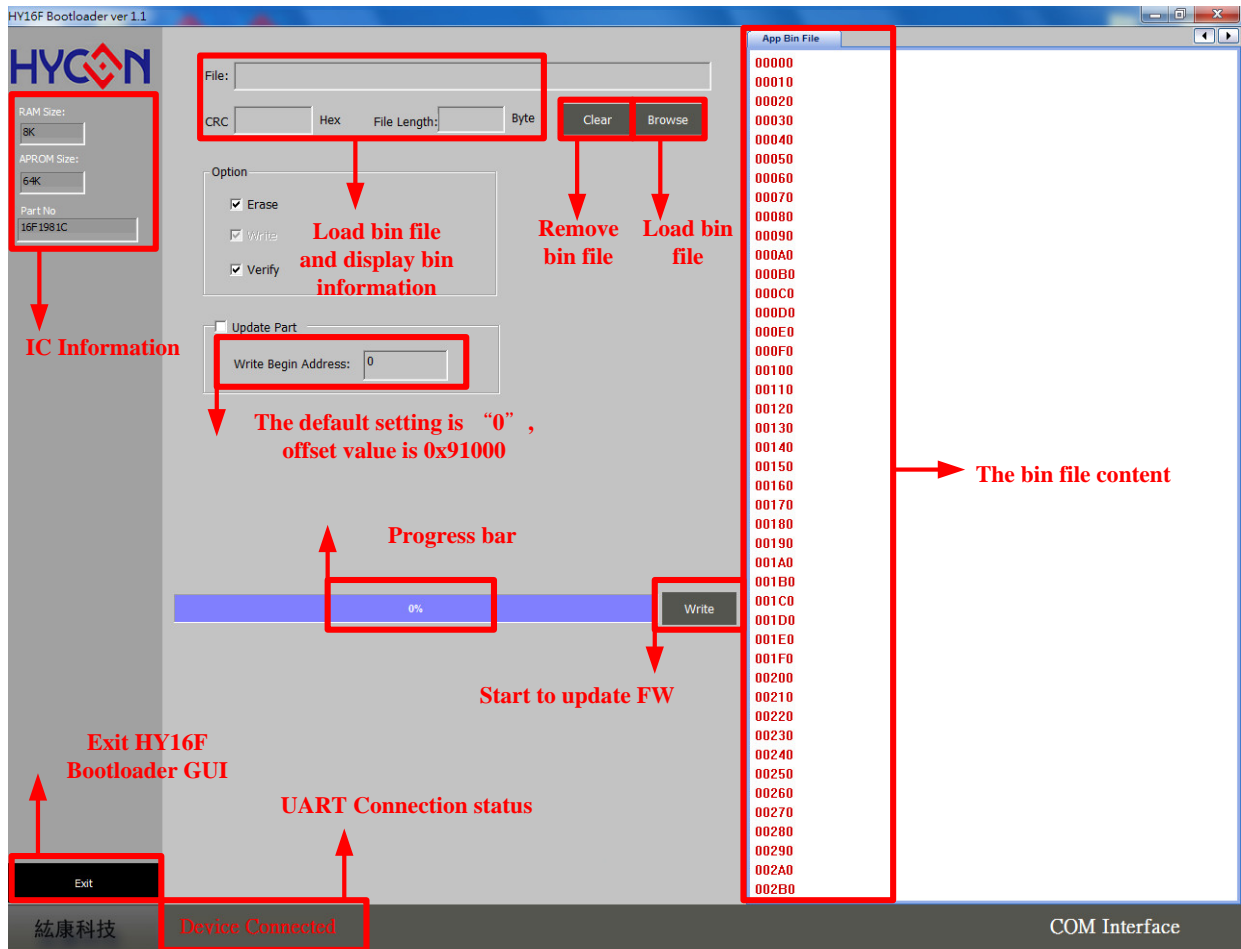 HY16F Bootloader ver 1.1
HYCON
RAM Size:
8K
APROM Size:
64K
Part No
16F1981C
IC Information
File:
CRC
Hex
File Length:
Byte
Clear
Browse
Option
Erase
Write
Verify
Load bin file
and display bin
information
Remove
bin file
Load bin
file
Update Part
Write Begin Address:
0
The default setting is “0”,
offset value is 0x91000
Progress bar
0%
Write
Start to update FW
Exit HY16F
Bootloader GUI
UART Connection status
Exit
紘康科技
Device Connected
App Bin File
00000
00010
00020
00030
00040
00050
00060
00070
00080
00090
000A0
000B0
000C0
000D0
000E0
000F0
00100
00110
00120
00130
00140
00150
00160
00170
00180
00190
001A0
001B0
001C0
001D0
001E0
001F0
00200
00210
00220
00230
00240
00250
00260
00270
00280
00290
002A0
002B0
The bin file content
COM Interface